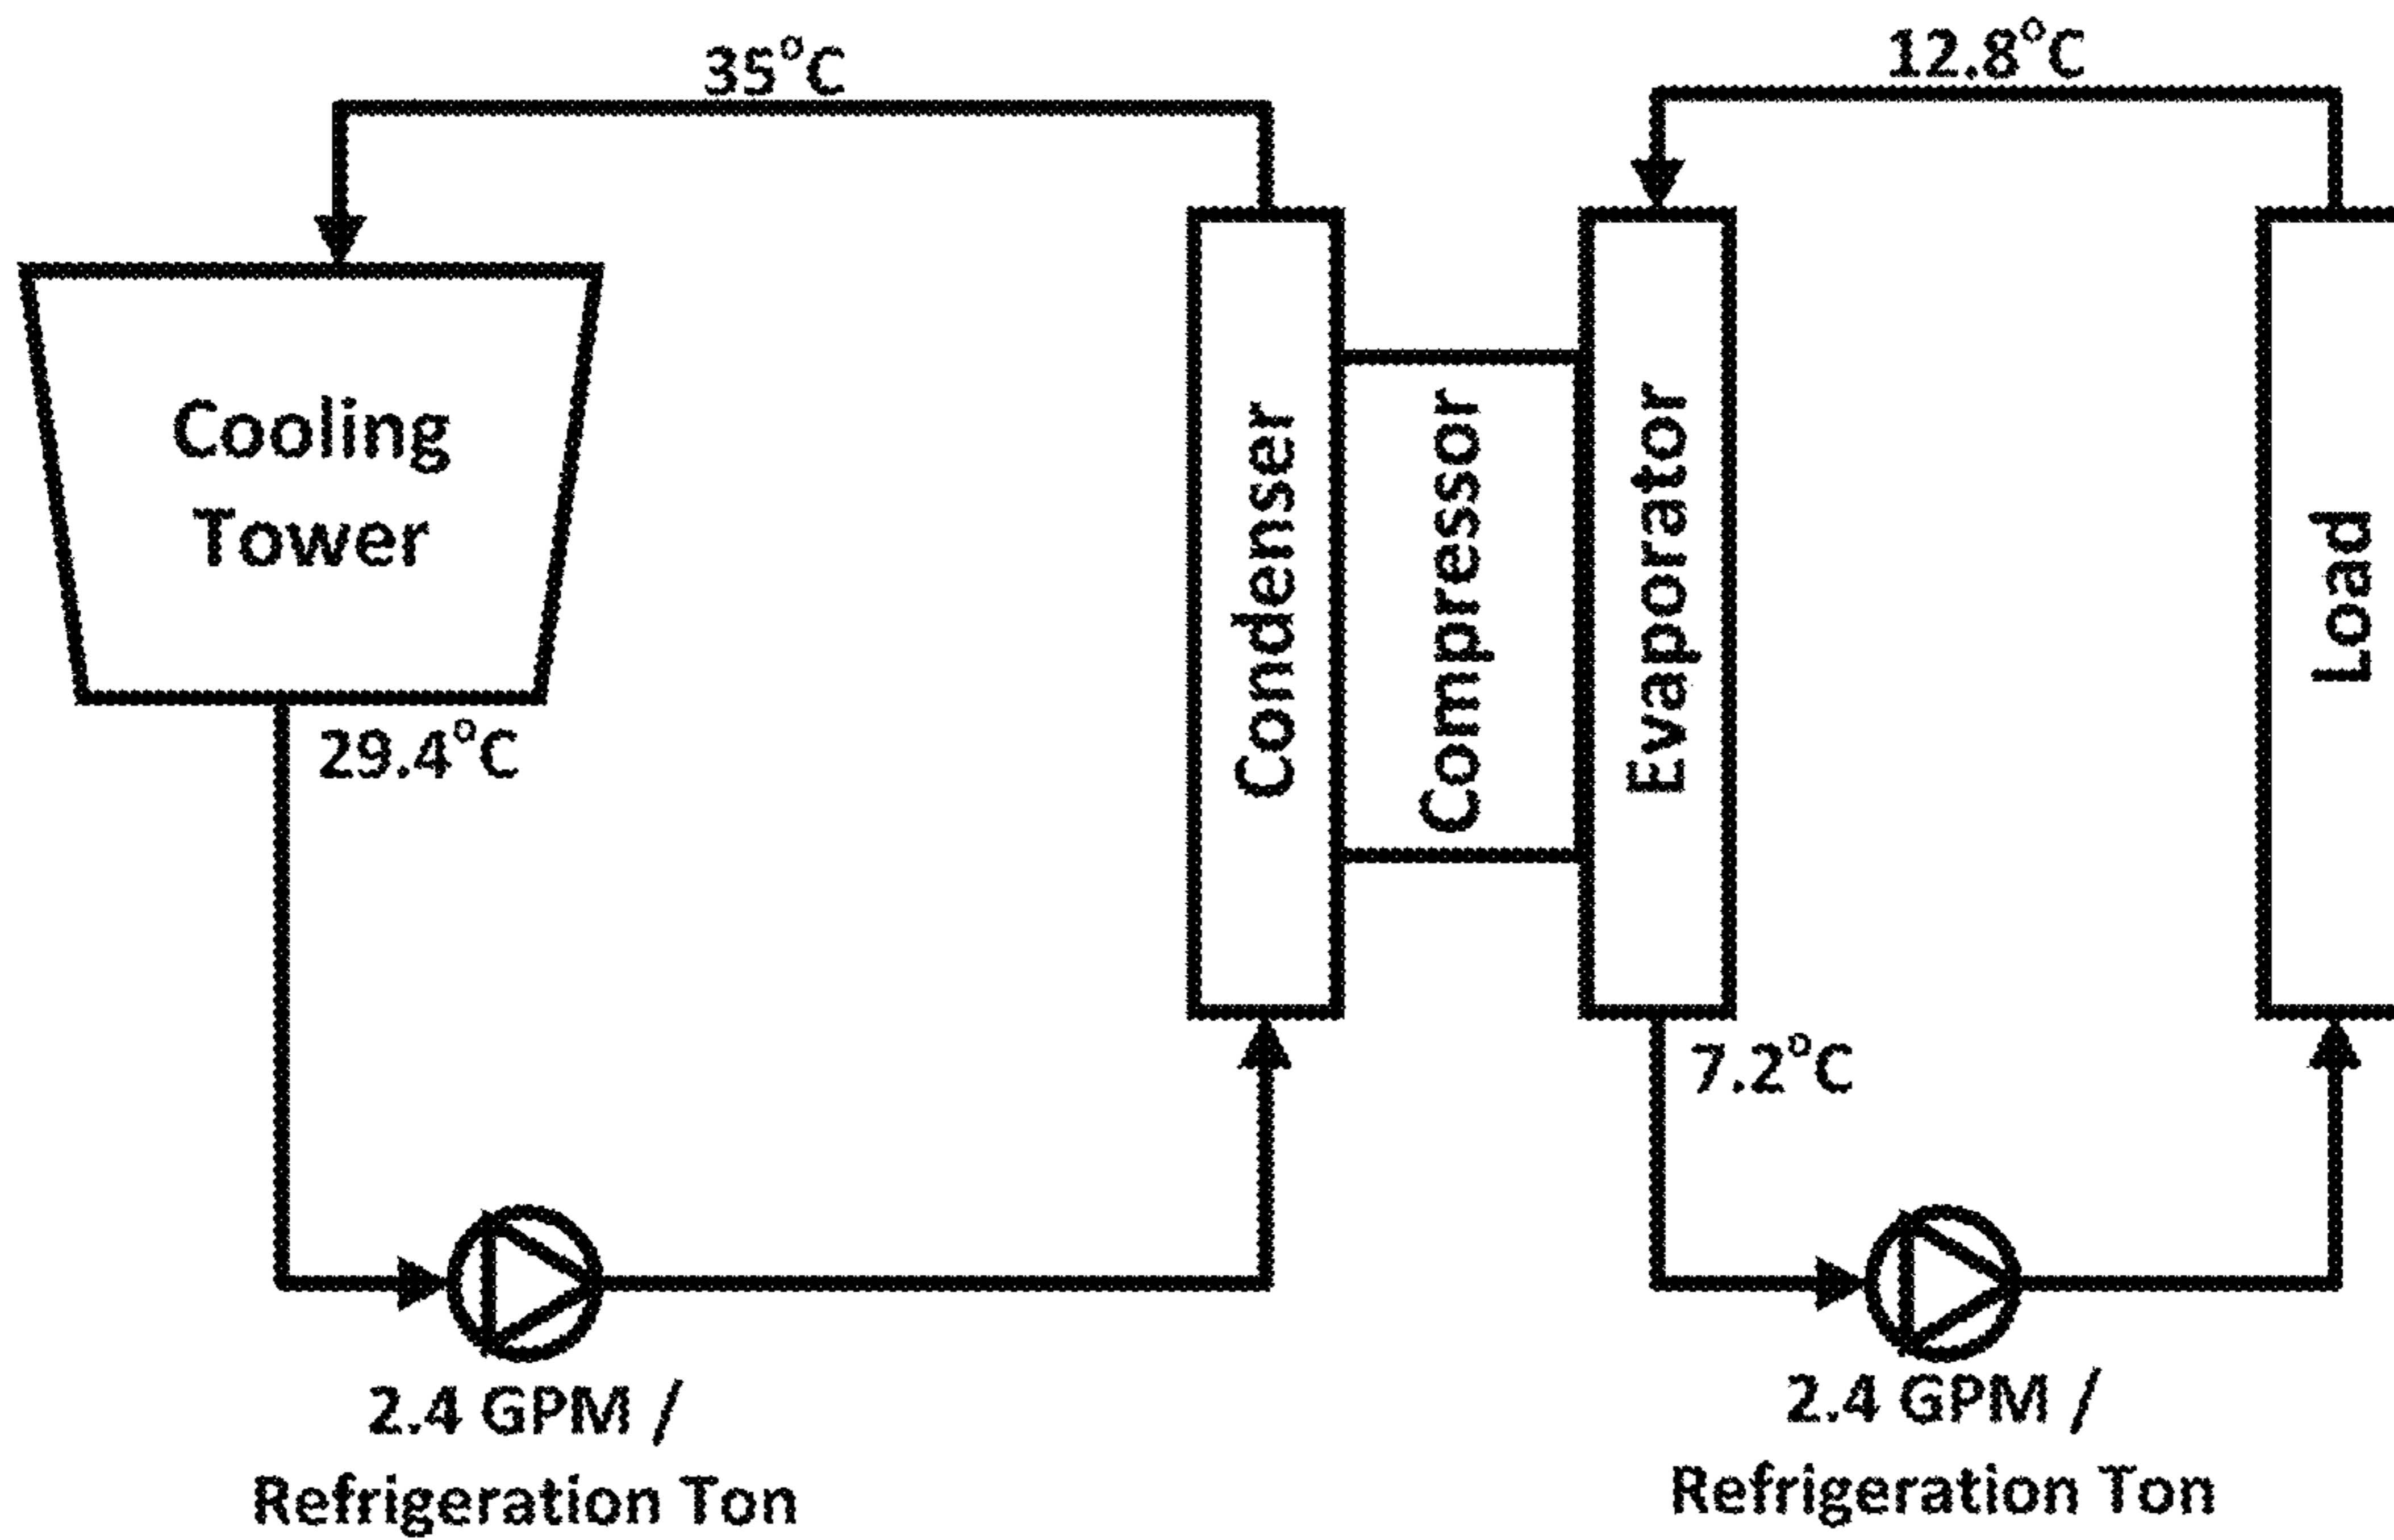 35°C
12.8°C
Cooling
Tower
Condenser
Compressor
Evaporator
Load
29.4°C
7.2°C
2.4 GPM /
Refrigeration Ton
2.4 GPM /
Refrigeration Ton